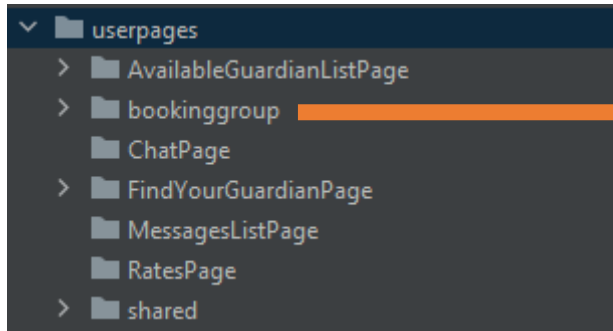 userpages
AvailableGuardianListPage
bookinggroup
ChatPage
FindYourGuardianPage
MessagesListPage
RatesPage
shared